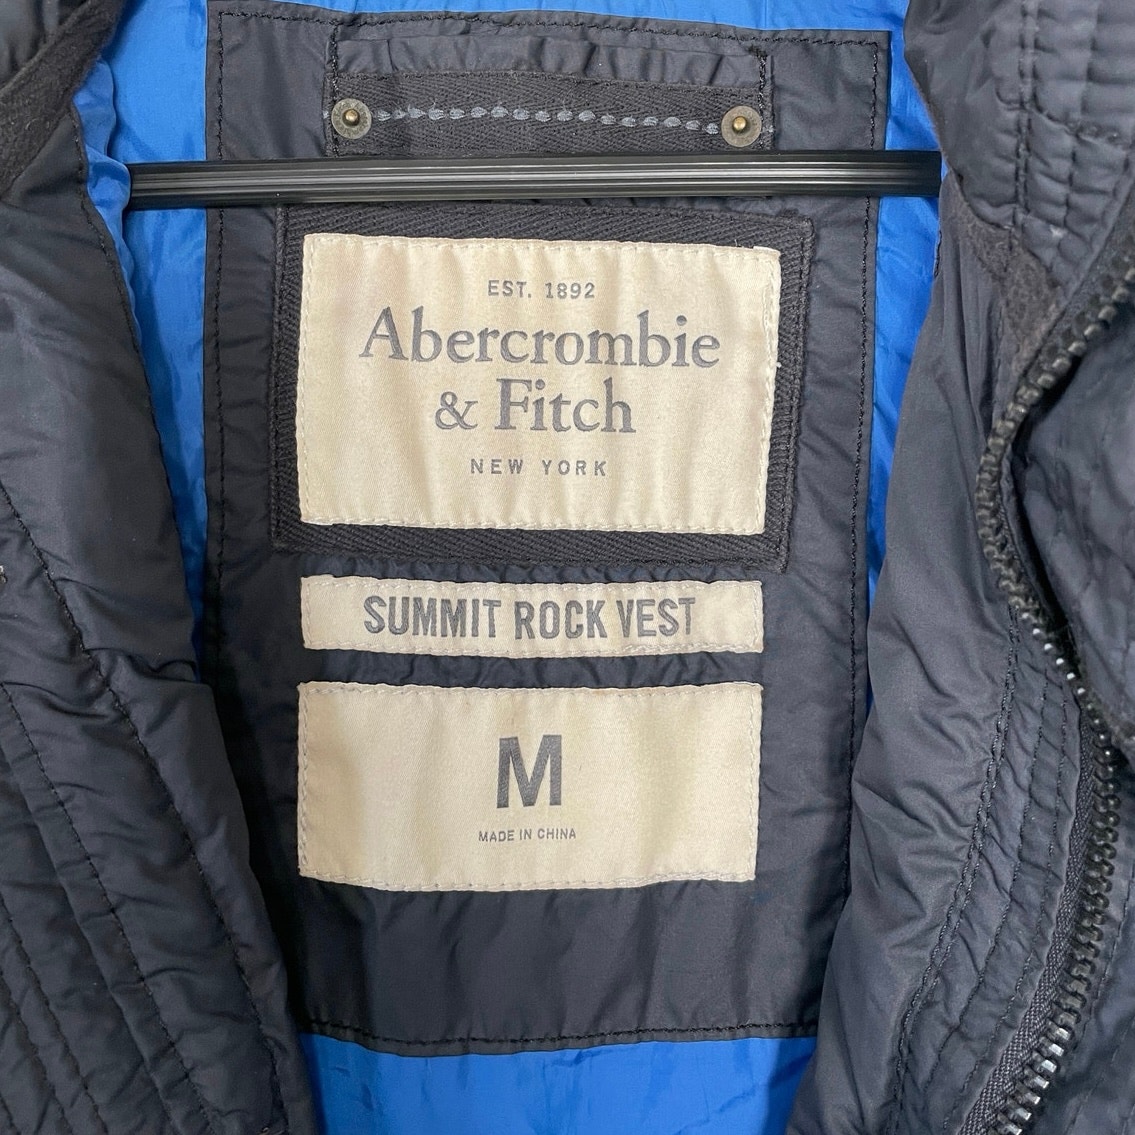 EST. 1892
Abercrombie
& Fitch
NEW YORK
SUMMIT ROCK VEST
M
MADE IN CHINA